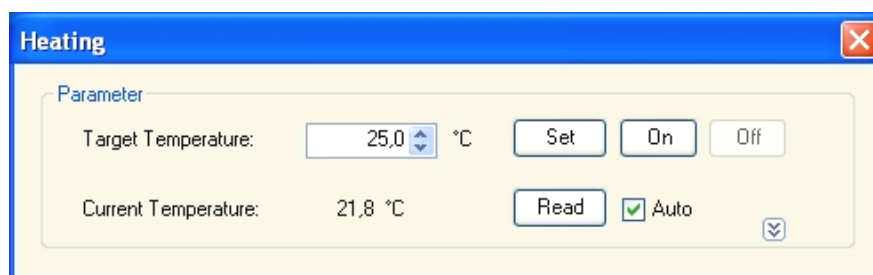 Heating
Parameter
Target Temperature: 25,0 °C Set On Off
Current Temperature: 21,8 °C Read Auto